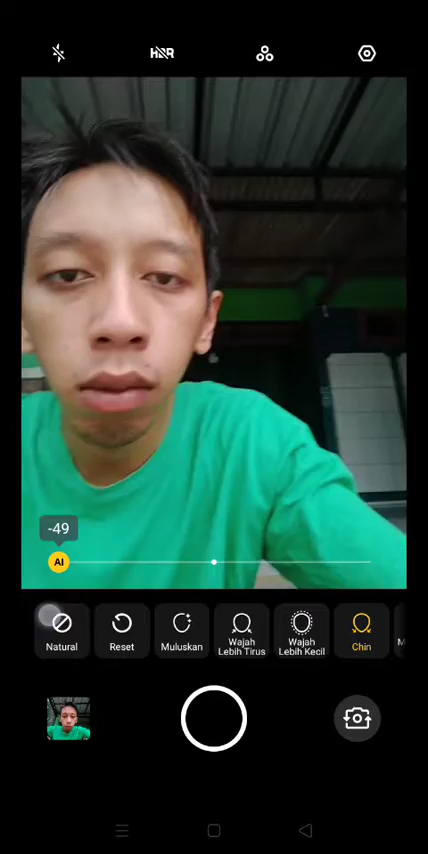 HDR
-49
AI
Natural
Reset
Muluskan
Wajah
Lebih Tirus
Wajah
Lebih Kecil
Chin
M